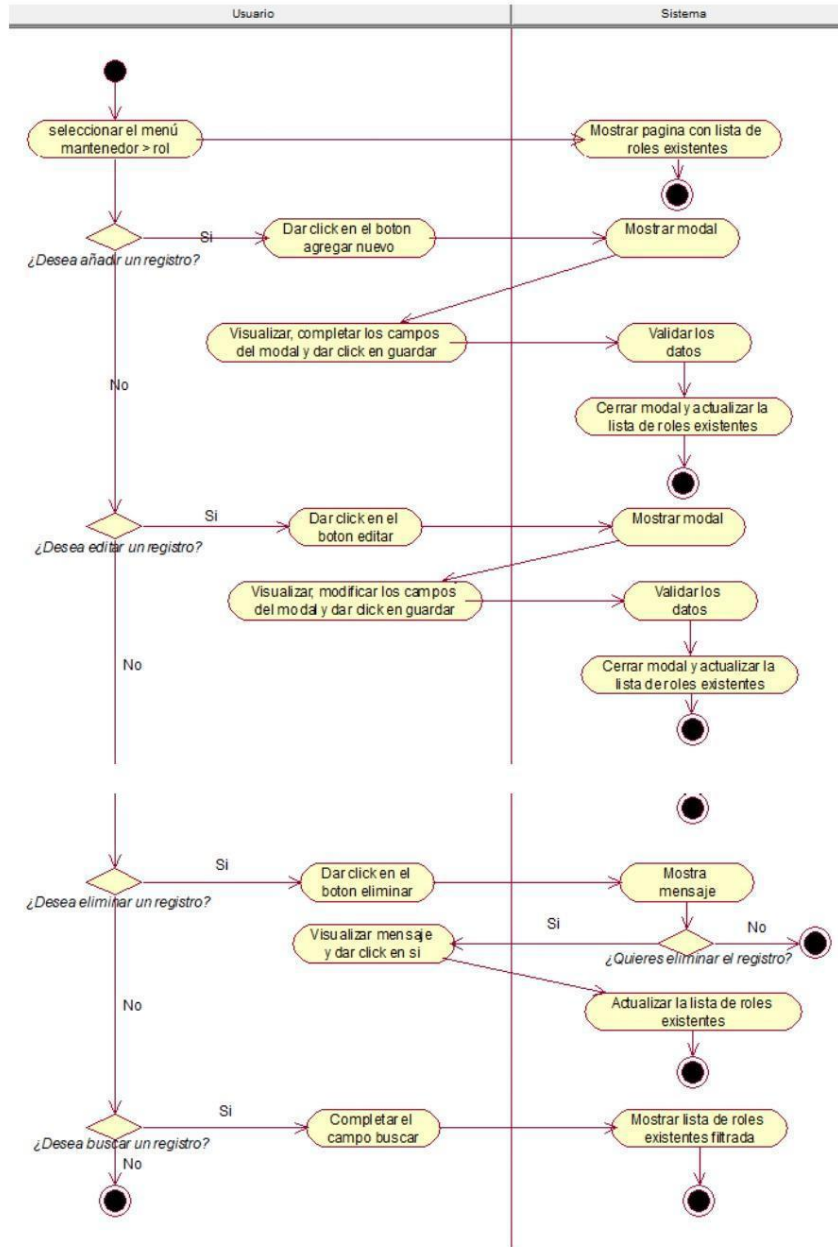 Usuario
Sistema
seleccionar el menú
mantenedor > rol
Mostrar pagina con lista de
roles existentes
Si
Dar click en el boton
agregar nuevo
Mostrar modal
¿Desea añadir un registro?
Visualizar, completar los campos
del modal y dar click en guardar
Validar los
datos
No
Cerrar modal y actualizar la
lista de roles existentes
Si
Dar click en el
boton editar
Mostrar modal
¿Desea editar un registro?
Visualizar, modificar los campos
del modal y dar click en guardar
Validar los
datos
No
Cerrar modal y actualizar la
lista de roles existentes
Si
Dar click en el
boton eliminar
Mostra
mensaje
¿Desea eliminar un registro?
Visualizar mensaje
y dar click en si
Si
No
¿Quieres eliminar el registro?
No
Actualizar la lista de roles
existentes
Si
Completar el
campo buscar
Mostrar lista de roles
existentes filtrada
¿Desea buscar un registro?
No